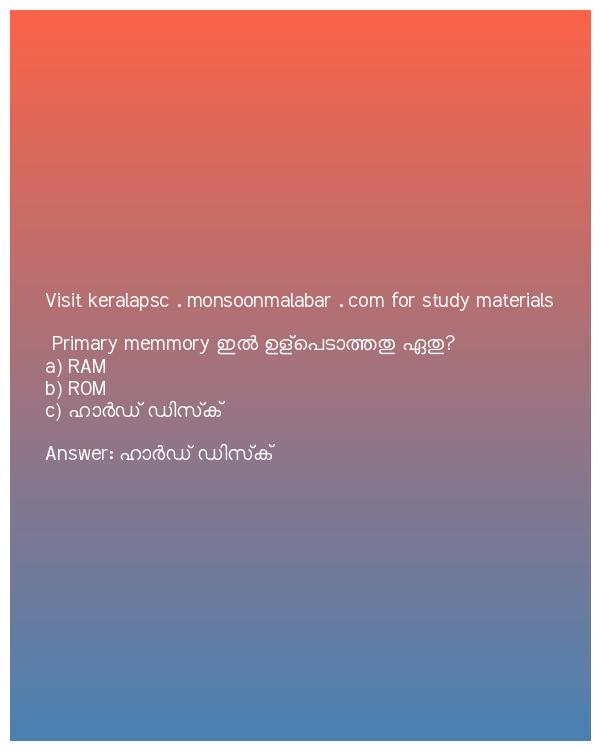 Visit keralapsc . monsoonmalabar . com for study materials
Primary memmory ഇൽ ഉള്പെടാത്തതു ഏതു?
a) RAM
b) ROM
c) ഹാർഡ് ഡിസ്ക്
Answer: ഹാർഡ് ഡിസ്ക്